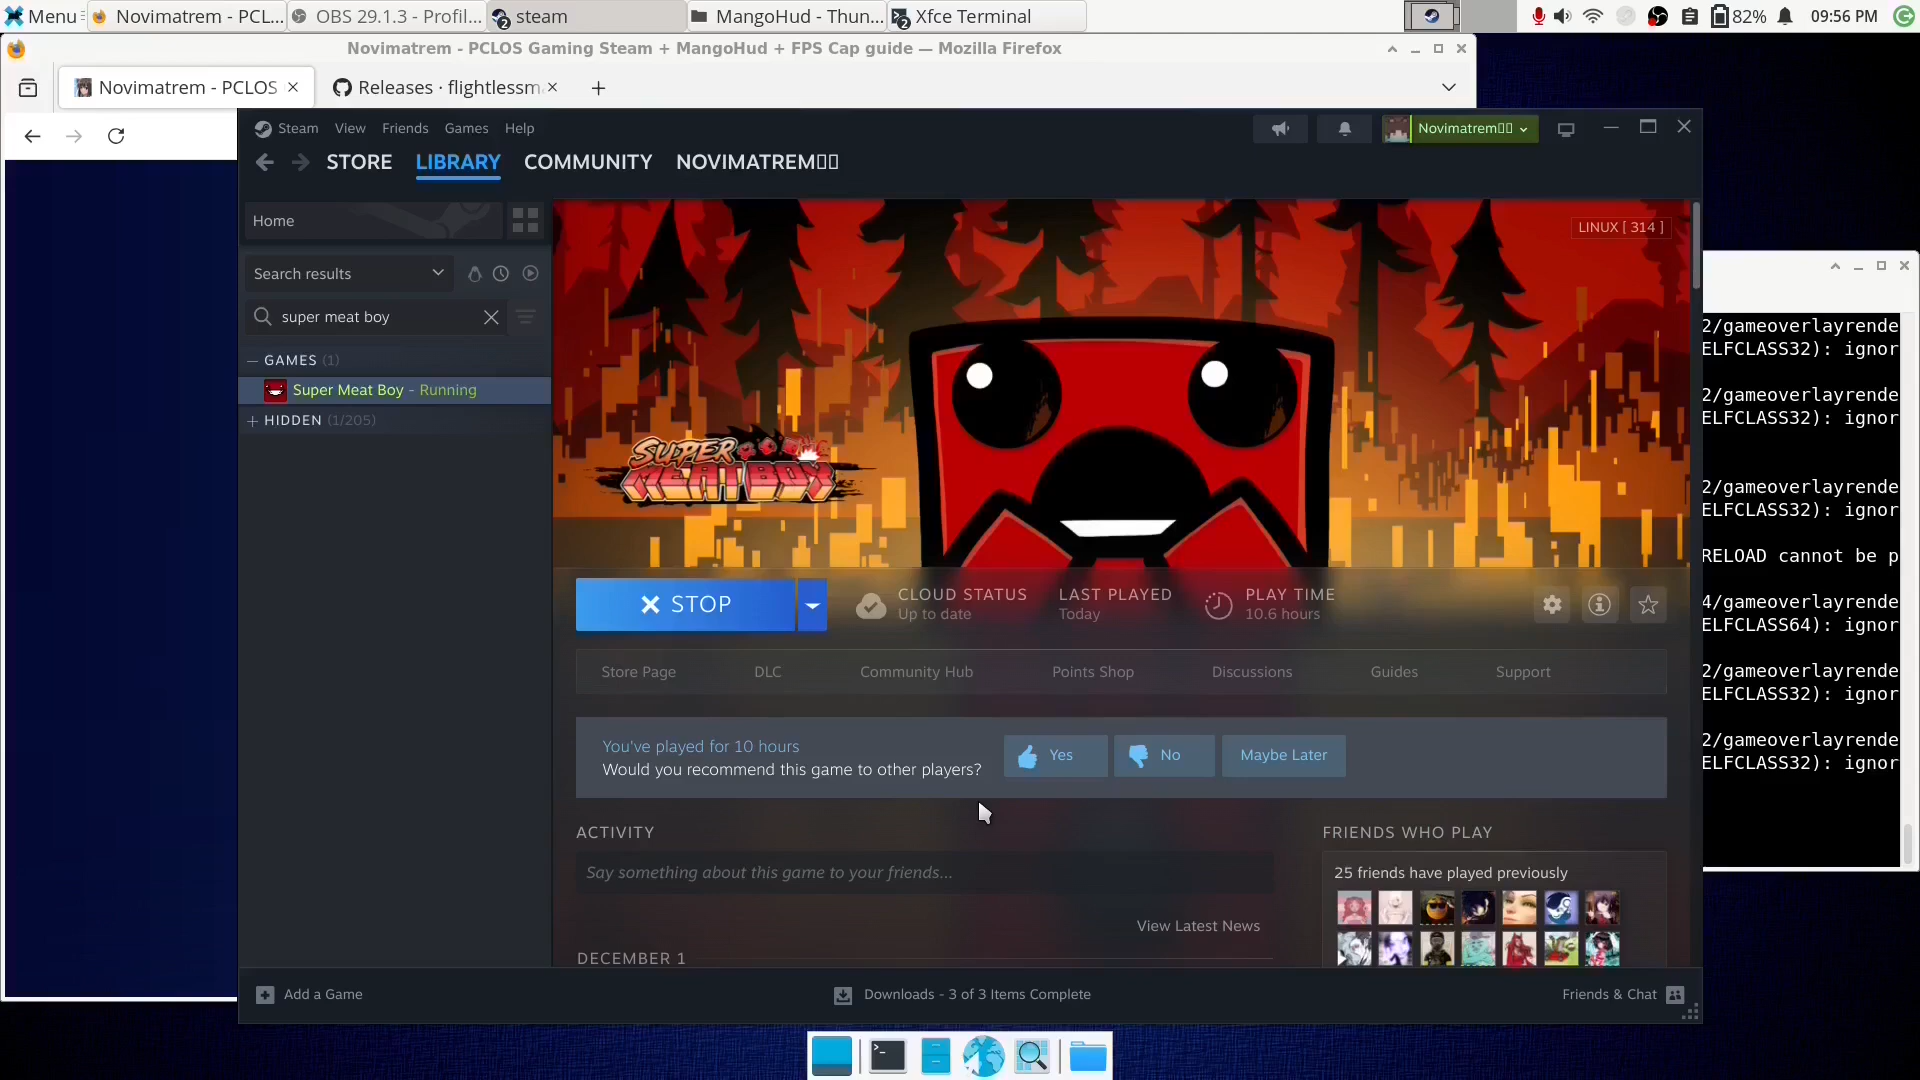 Menu
Novimatrem - PCL...
OBS 29.1.3 - Profil...
steam
MangoHud - Thun...
Xfce Terminal
82%
09:56 PM
Novimatrem - PCLOS Gaming Steam + MangoHud + FPS Cap guide — Mozilla Firefox
Novimatrem - PCLOS
Releases · flightlessm
Steam View Friends Games Help
Novimatrem
STORE LIBRARY COMMUNITY NOVIMATREM
Home
Search results
super meat boy
GAMES (1)
Super Meat Boy - Running
HIDDEN (1/205)
LINUX [ 314 ]
SUPER
MEAT BOY
STOP
CLOUD STATUS
Up to date
LAST PLAYED
Today
PLAY TIME
10.6 hours
Store Page DLC Community Hub Points Shop Discussions Guides Support
You've played for 10 hours
Would you recommend this game to other players?
Yes
No
Maybe Later
ACTIVITY
Say something about this game to your friends...
View Latest News
DECEMBER 1
FRIENDS WHO PLAY
25 friends have played previously
Add a Game
Downloads - 3 of 3 Items Complete
Friends & Chat
2/gameoverlayrende
ELFCLASS32): ignor
2/gameoverlayrende
ELFCLASS32): ignor
2/gameoverlayrende
ELFCLASS32): ignor
RELOAD cannot be p
4/gameoverlayrende
ELFCLASS64): ignor
2/gameoverlayrende
ELFCLASS32): ignor
2/gameoverlayrende
ELFCLASS32): ignor